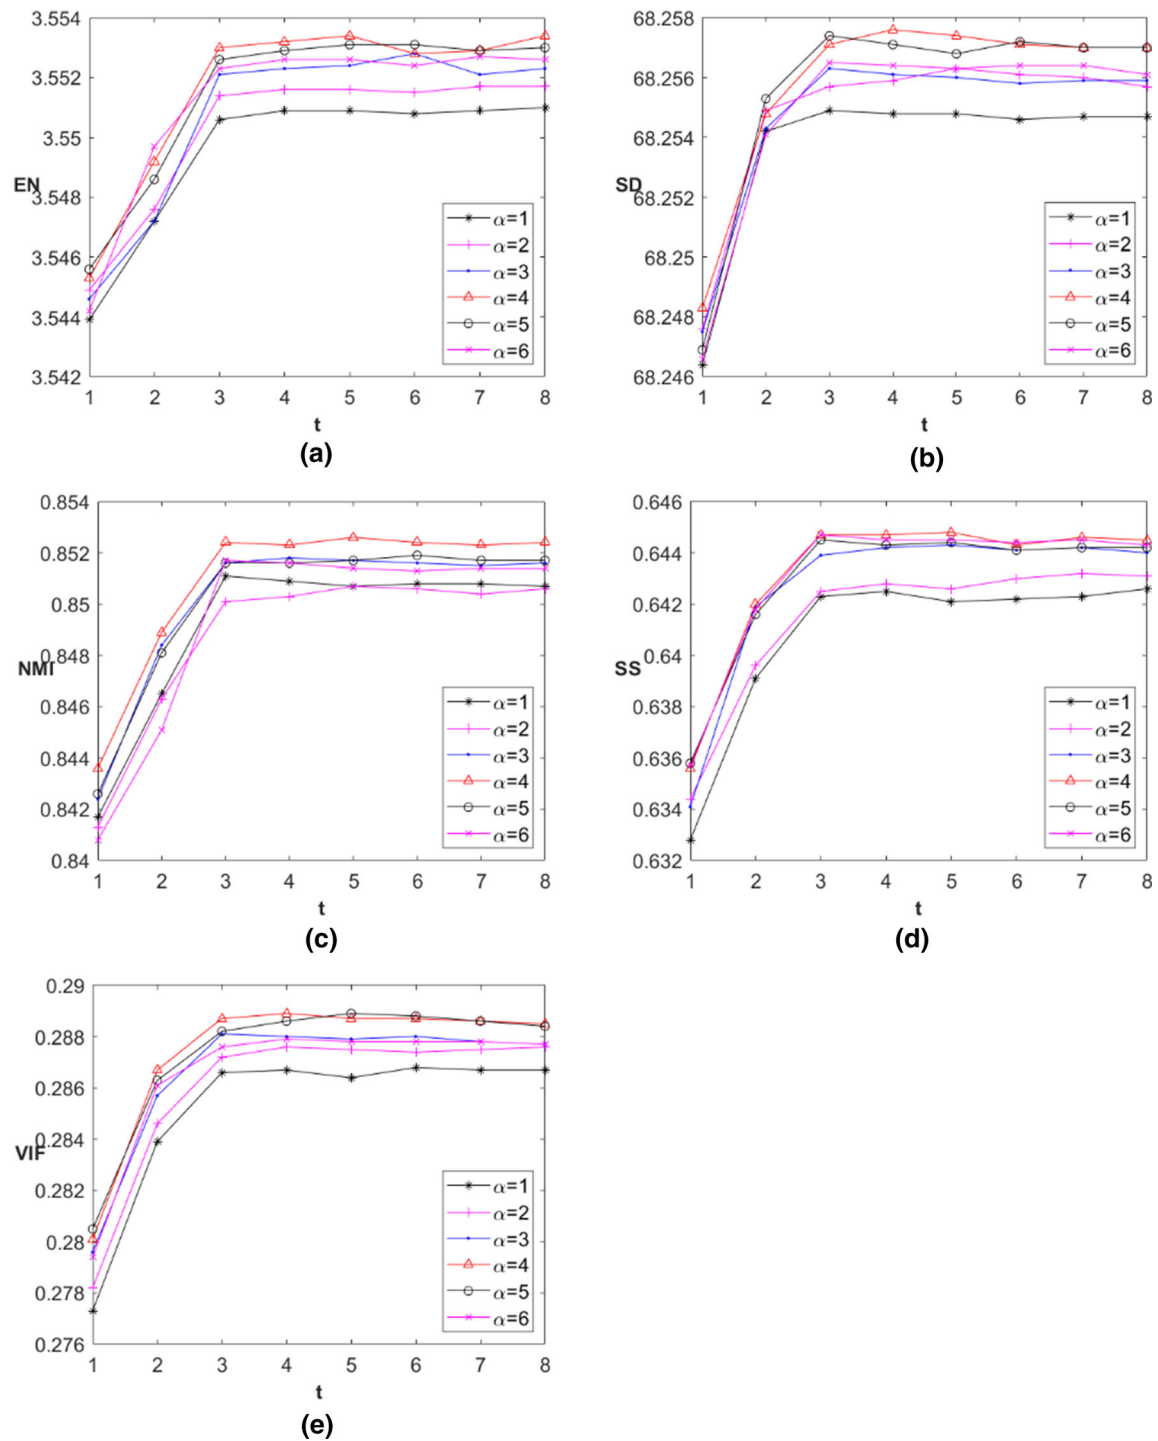 3.554
3.552
3.55
3.548
3.546
3.544
3.542
EN
α=1
α=2
α=3
α=4
α=5
α=6
1 2 3 4 5 6 7 8
t
(a)
68.258
68.256
68.254
68.252
68.25
68.248
68.246
SD
α=1
α=2
α=3
α=4
α=5
α=6
1 2 3 4 5 6 7 8
t
(b)
0.854
0.852
0.85
0.848
0.846
0.844
0.842
0.84
NMI
α=1
α=2
α=3
α=4
α=5
α=6
1 2 3 4 5 6 7 8
t
(c)
0.646
0.644
0.642
0.64
0.638
0.636
0.634
0.632
SS
α=1
α=2
α=3
α=4
α=5
α=6
1 2 3 4 5 6 7 8
t
(d)
0.29
0.288
0.286
0.284
0.282
0.28
0.278
0.276
VIF
α=1
α=2
α=3
α=4
α=5
α=6
1 2 3 4 5 6 7 8
t
(e)